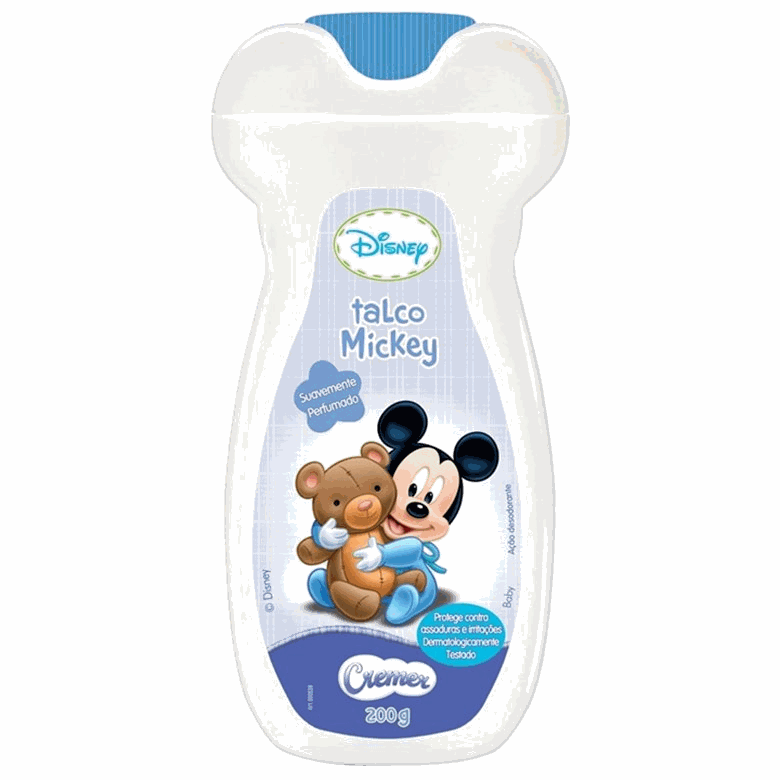 Disney
talco
Mickey
Suavemente
Perfumado
Ação desodorante
Baby
© Disney
Protege contra
assaduras e irritações
Dermatologicamente
Testado
Cremer
200g